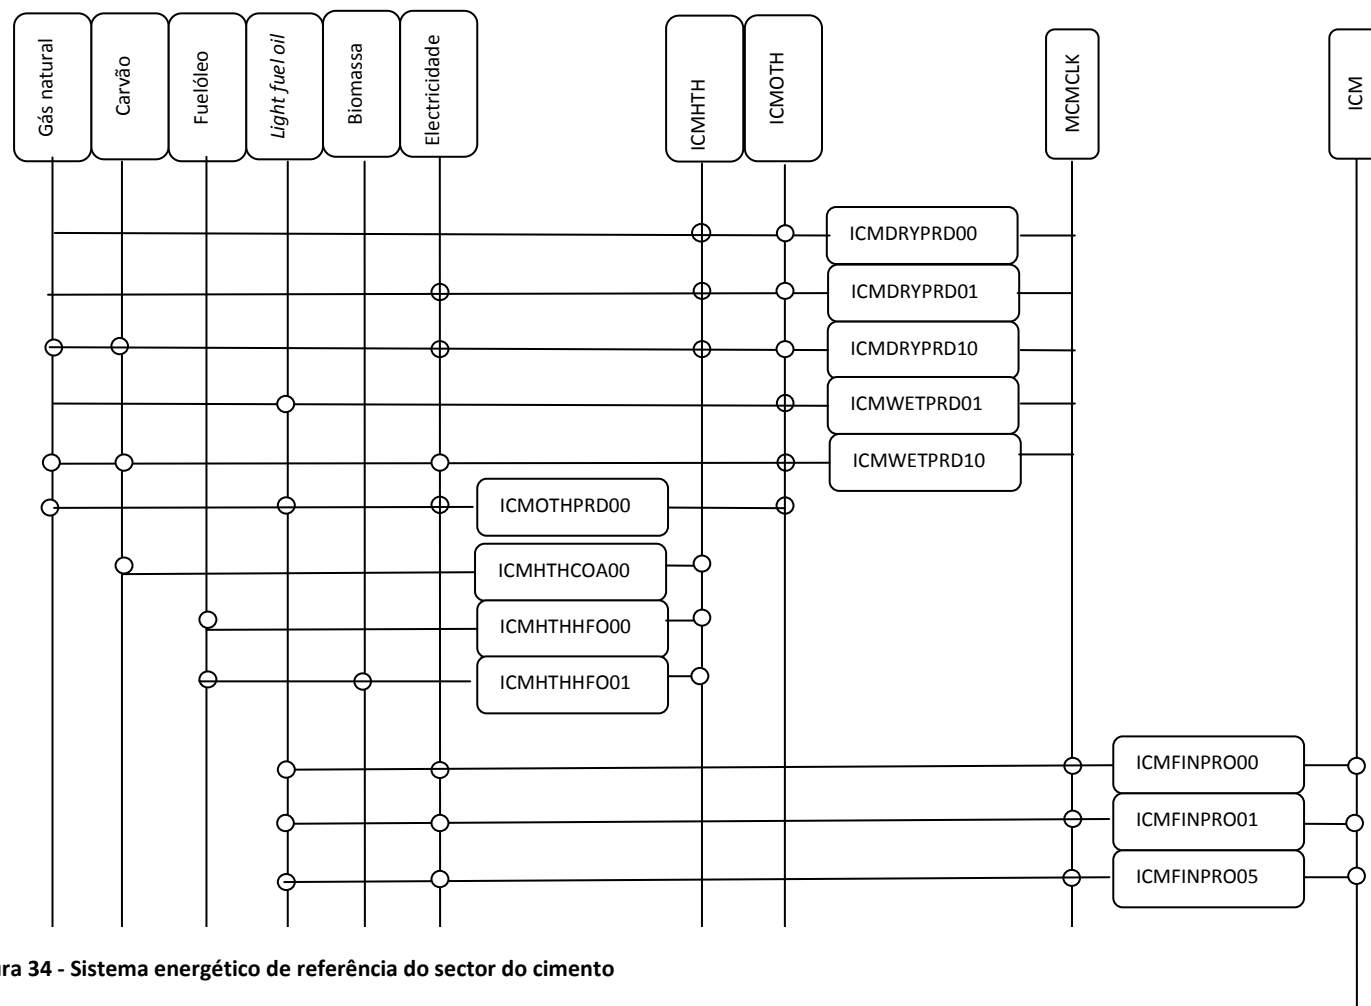 Gás natural
Carvão
Fuelóleo
Light fuel oil
Biomassa
Electricidade
ICMHTH
ICMOTH
MCMCLK
ICM
ICMDRYPRD00
ICMDRYPRD01
ICMDRYPRD10
ICMWETPRD01
ICMWETPRD10
ICMOTHPRD00
ICMHTHCOA00
ICMHTHHFO00
ICMHTHHFO01
ICMFINPRO00
ICMFINPRO01
ICMFINPRO05
ra 34 - Sistema energético de referência do sector do cimento